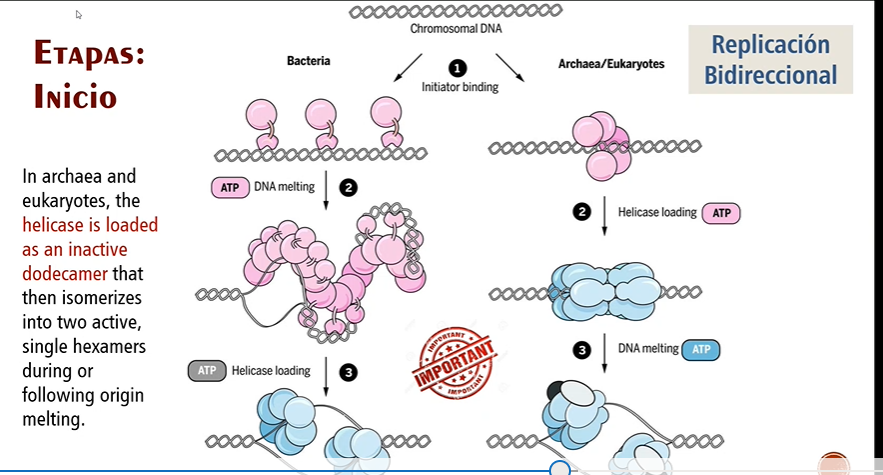 ETAPAS:
INICIO
In archaea and
eukaryotes, the
helicase is loaded
as an inactive
dodecamer that
then isomerizes
into two active,
single hexamers
during or
following origin
melting.
Chromosomal DNA
Bacteria
1
Initiator binding
Archaea/Eukaryotes
Replicación
Bidireccional
ATP DNA melting 2
2 Helicase loading ATP
3 DNA melting ATP
IMPORTANT
IMPORTANT
IMPORTANT
ATP Helicase loading 3